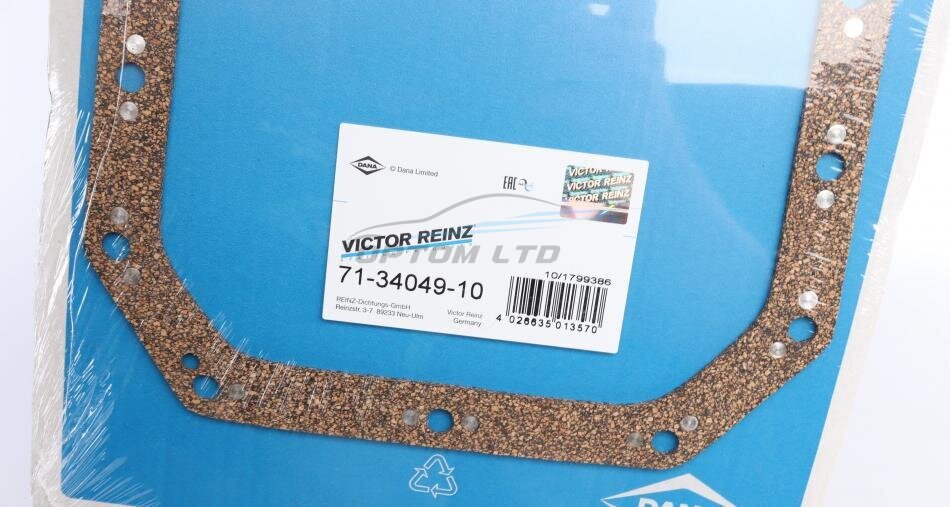 DANA
© Dana Limited
EAC
VICTOR REINZ
VICTOR REINZ
VICTOR REINZ
VICTOR REINZ
OPTOM LTD
71-34049-10
10/1799386
4 026635 013570
REINZ-Dichtungs-GmbH
Reinzstr. 3-7 89233 Neu-Ulm
Victor Reinz
Germany
DANA